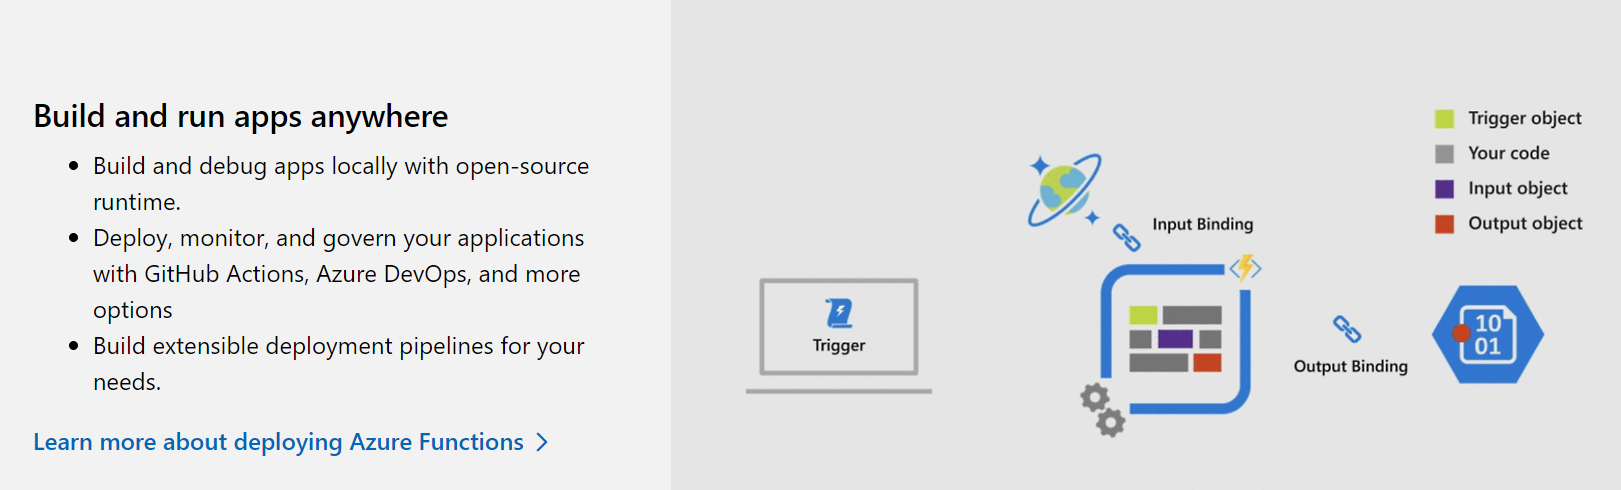 Build and run apps anywhere
Build and debug apps locally with open-source
runtime.
Deploy, monitor, and govern your applications
with GitHub Actions, Azure DevOps, and more
options
Build extensible deployment pipelines for your
needs.
Learn more about deploying Azure Functions
Trigger object
Your code
Input object
Output object
Input Binding
Trigger
Output Binding
10
01